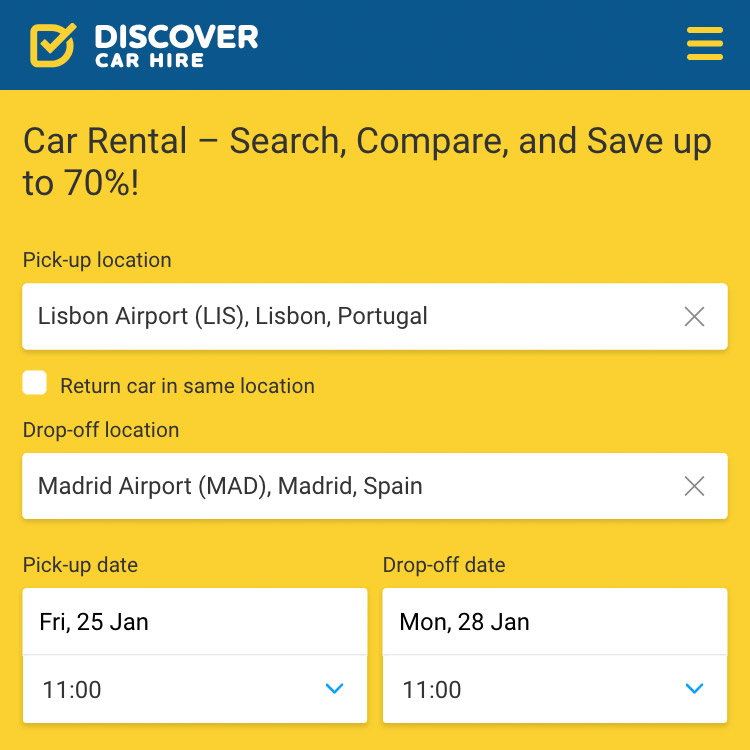 DISCOVER
CAR HIRE
Car Rental – Search, Compare, and Save up
to 70%!
Pick-up location
Lisbon Airport (LIS), Lisbon, Portugal
Return car in same location
Drop-off location
Madrid Airport (MAD), Madrid, Spain
Pick-up date
Drop-off date
Fri, 25 Jan
Mon, 28 Jan
11:00
11:00